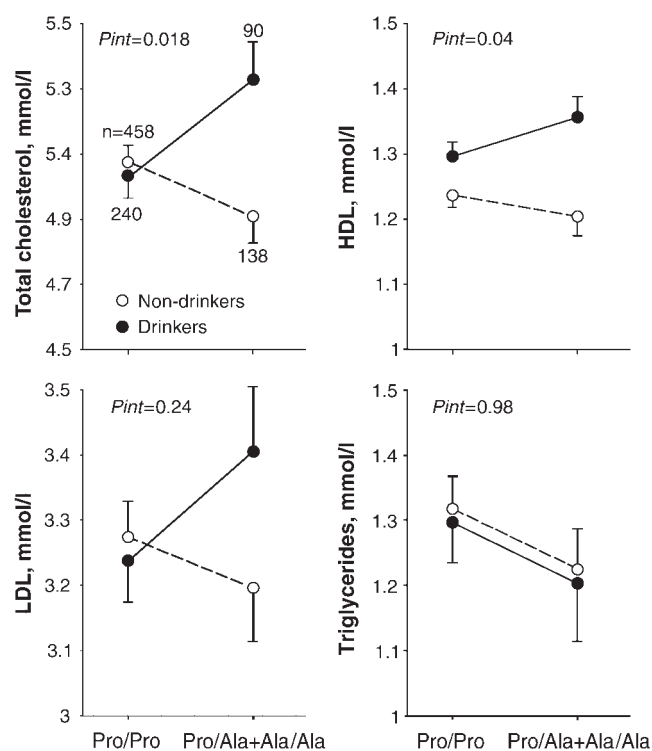 Total cholesterol, mmol/l
5.5
5.3
5.4
4.9
4.7
4.5
Pint=0.018
90
n=458
240
138
Non-drinkers
Drinkers
HDL, mmol/l
1.5
1.4
1.3
1.2
1.1
1
Pint=0.04
LDL, mmol/l
3.5
3.4
3.3
3.2
3.1
3
Pint=0.24
Pro/Pro
Pro/Ala+Ala/Ala
Triglycerides, mmol/l
1.5
1.4
1.3
1.2
1.1
1
Pint=0.98
Pro/Pro
Pro/Ala+Ala/Ala